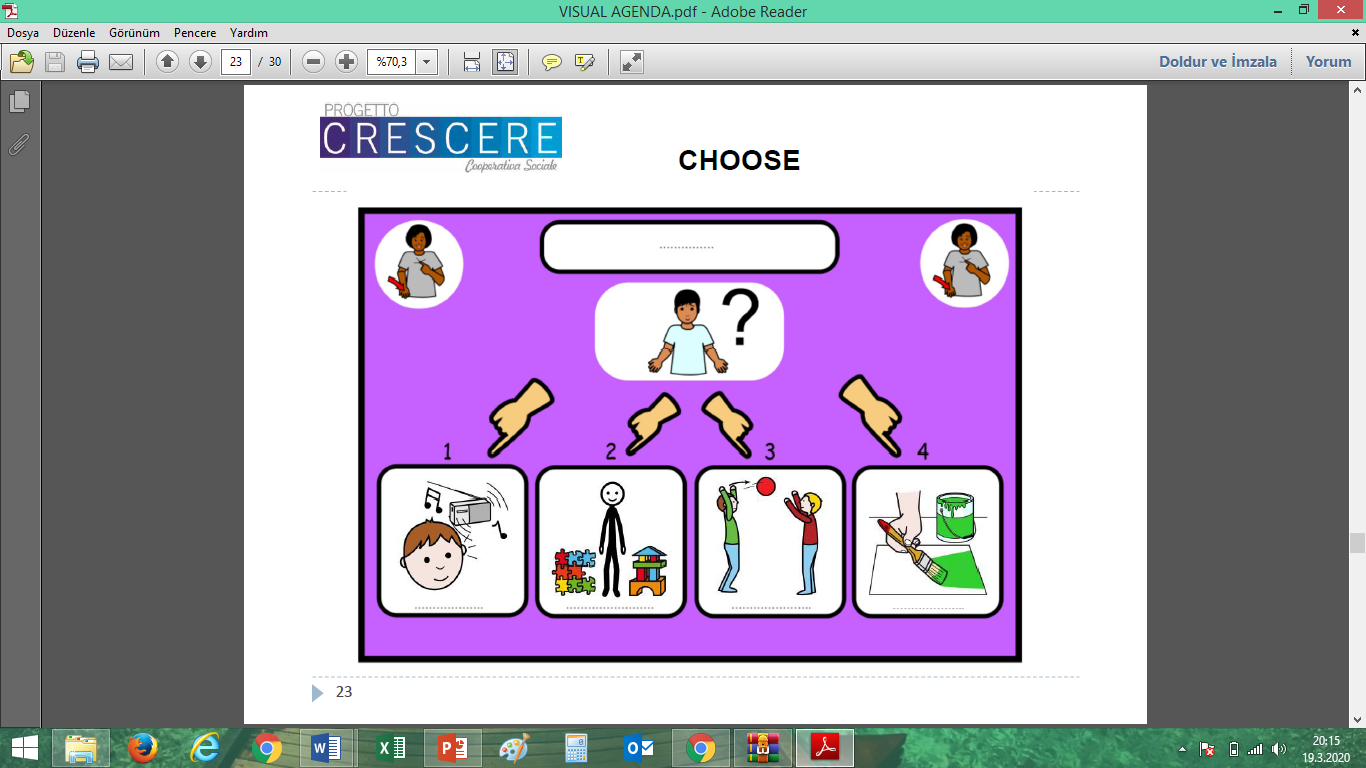 VISUAL AGENDA.pdf - Adobe Reader
Dosya Düzenle Görünüm Pencere Yardım
23 / 30 %70,3 Doldur ve İmzala Yorum
PROGETTO
CRESCERE
Cooperativa Sociale
CHOOSE
...............
?
1 2 3 4
23
20:15
19.3.2020